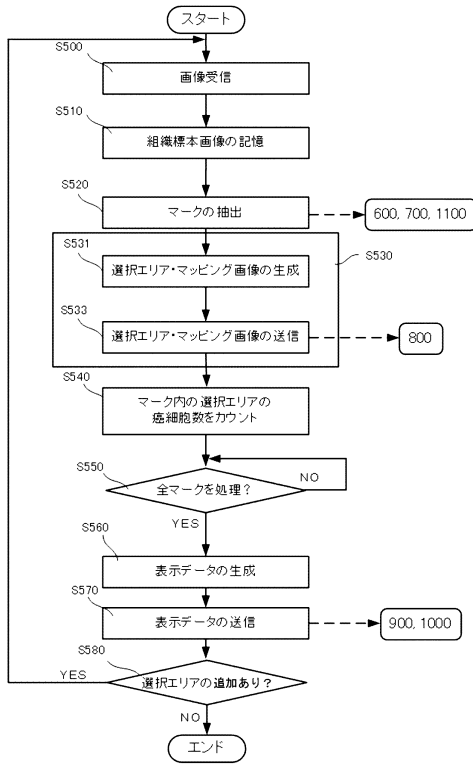 スタート
S500
画像受信
S510
組織標本画像の記憶
S520
マークの抽出
600, 700, 1100
S530
S531
選択エリア・マッピング画像の生成
S533
選択エリア・マッピング画像の送信
800
S540
マーク内の選択エリアの
癌細胞数をカウント
S550
全マークを処理？
NO
YES
S560
表示データの生成
S570
表示データの送信
900, 1000
S580
選択エリアの追加あり？
YES
NO
エンド